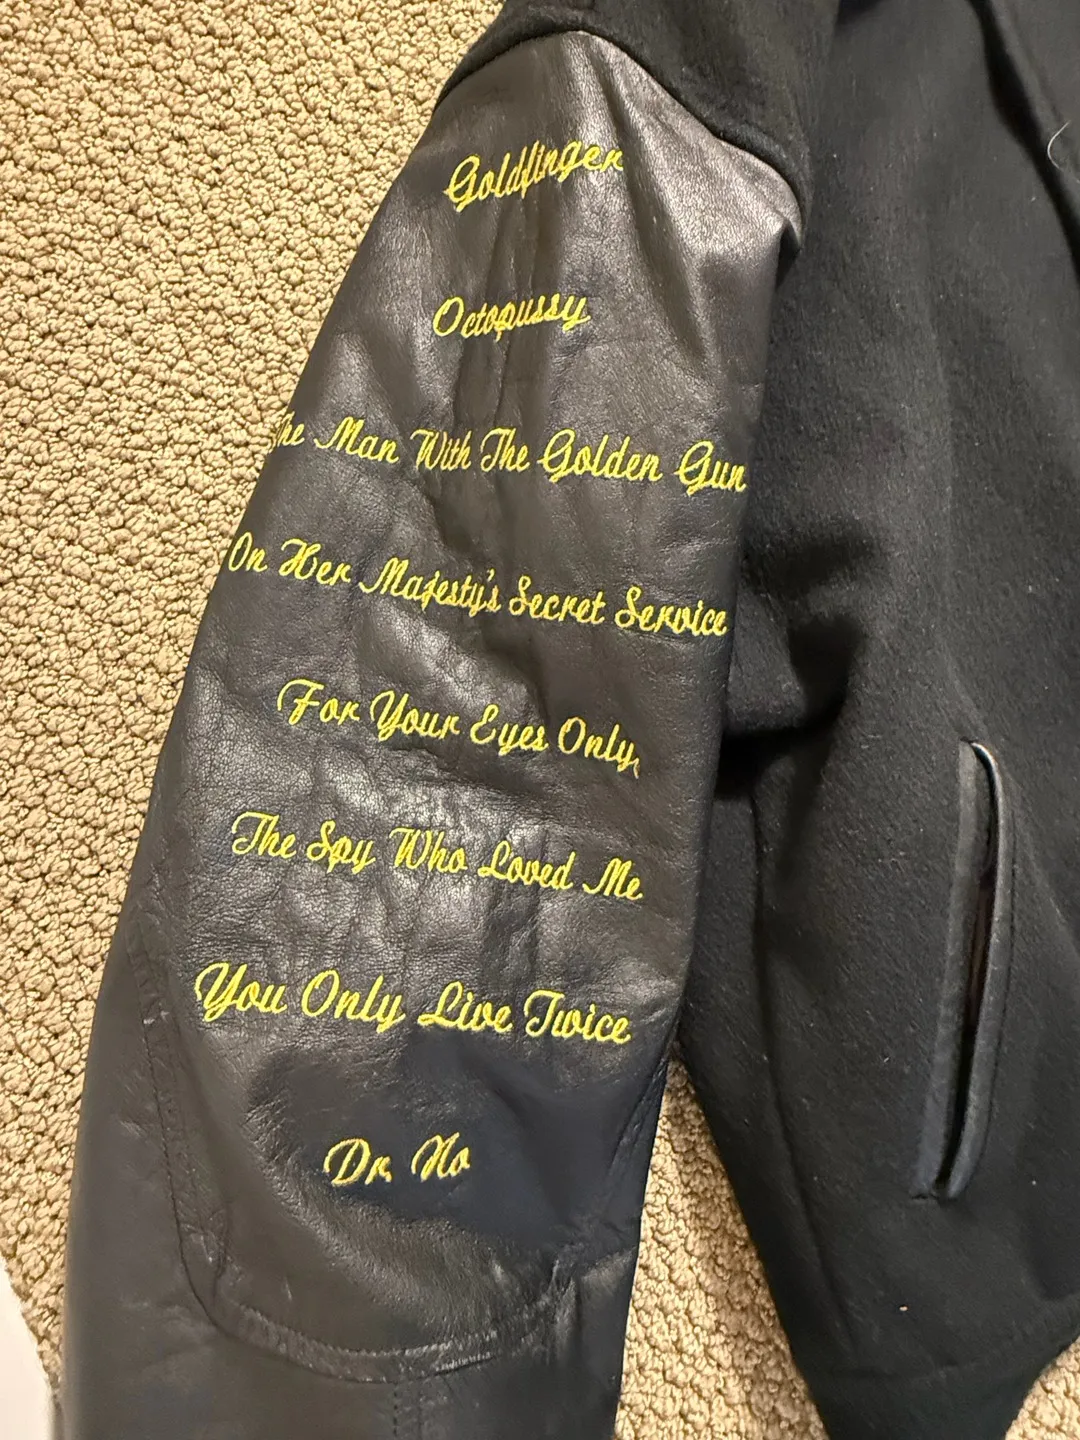 Goldfinger
Octopussy
The Man With The Golden Gun
On Her Majesty's Secret Service
For Your Eyes Only
The Spy Who Loved Me
You Only Live Twice
Dr. No